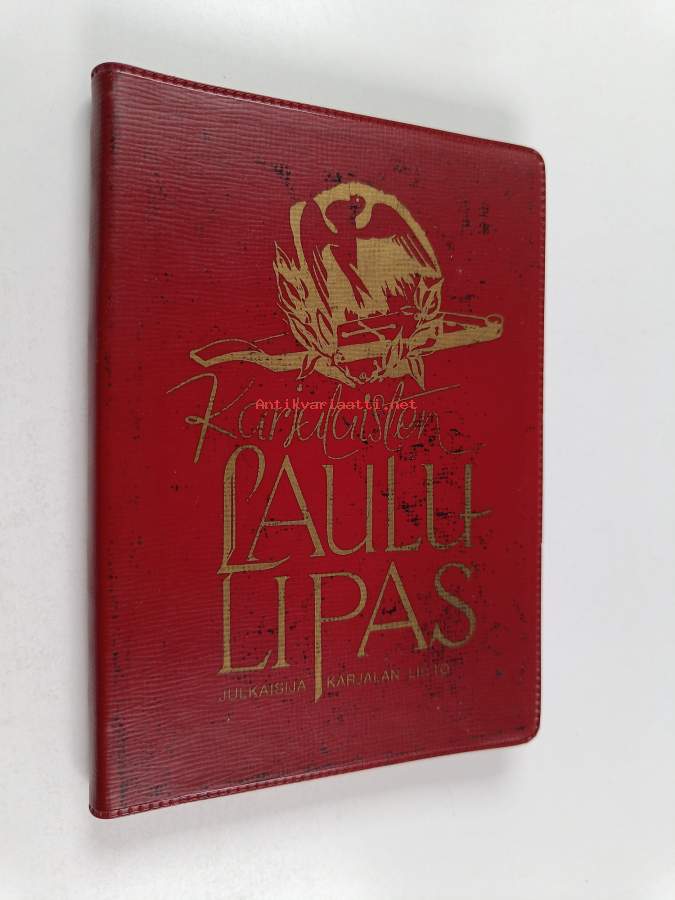 Karjalaisten
Antikvariaatti.net
LAULU-
LIPAS
JULKAISIJA KARJALAN LIITTO